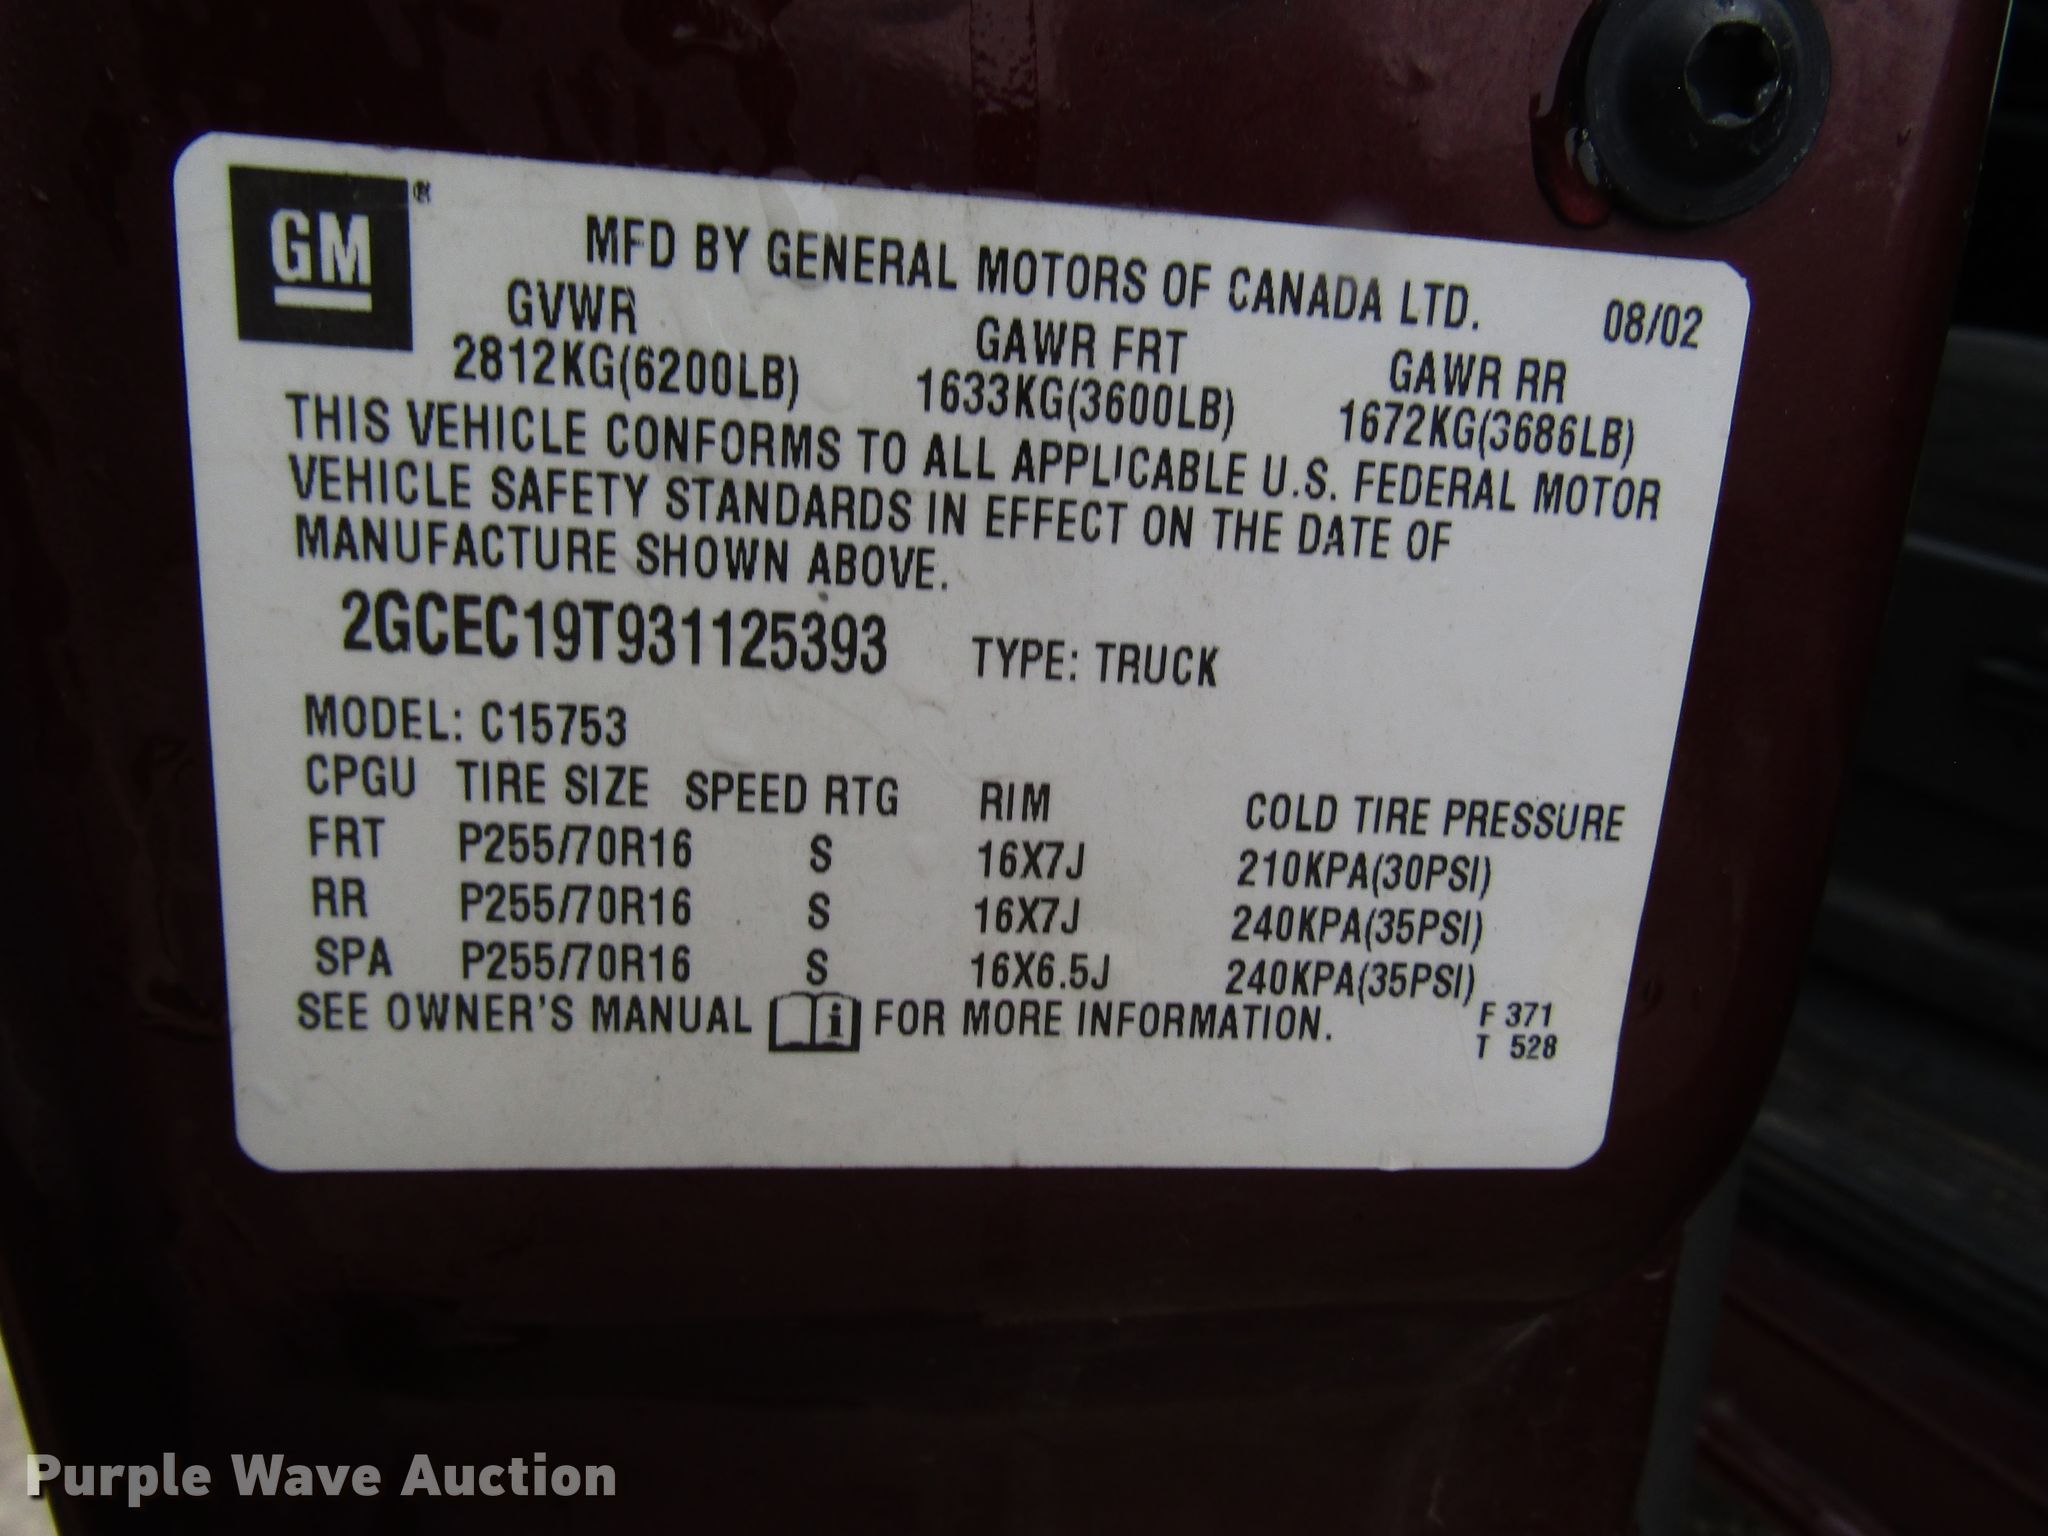 GM®
MFD BY GENERAL MOTORS OF CANADA LTD.
08/02
GVWR GAWR FRT GAWR RR
2812KG(6200LB) 1633KG(3600LB) 1672KG(3686LB)
THIS VEHICLE CONFORMS TO ALL APPLICABLE U.S. FEDERAL MOTOR
VEHICLE SAFETY STANDARDS IN EFFECT ON THE DATE OF
MANUFACTURE SHOWN ABOVE.
2GCEC19T931125393 TYPE: TRUCK
MODEL: C15753
CPGU TIRE SIZE SPEED RTG RIM COLD TIRE PRESSURE
FRT P255/70R16 S 16X7J 210KPA(30PSI)
RR P255/70R16 S 16X7J 240KPA(35PSI)
SPA P255/70R16 S 16X6.5J 240KPA(35PSI)
SEE OWNER'S MANUAL i FOR MORE INFORMATION.
F 371
T 528
Purple Wave Auction